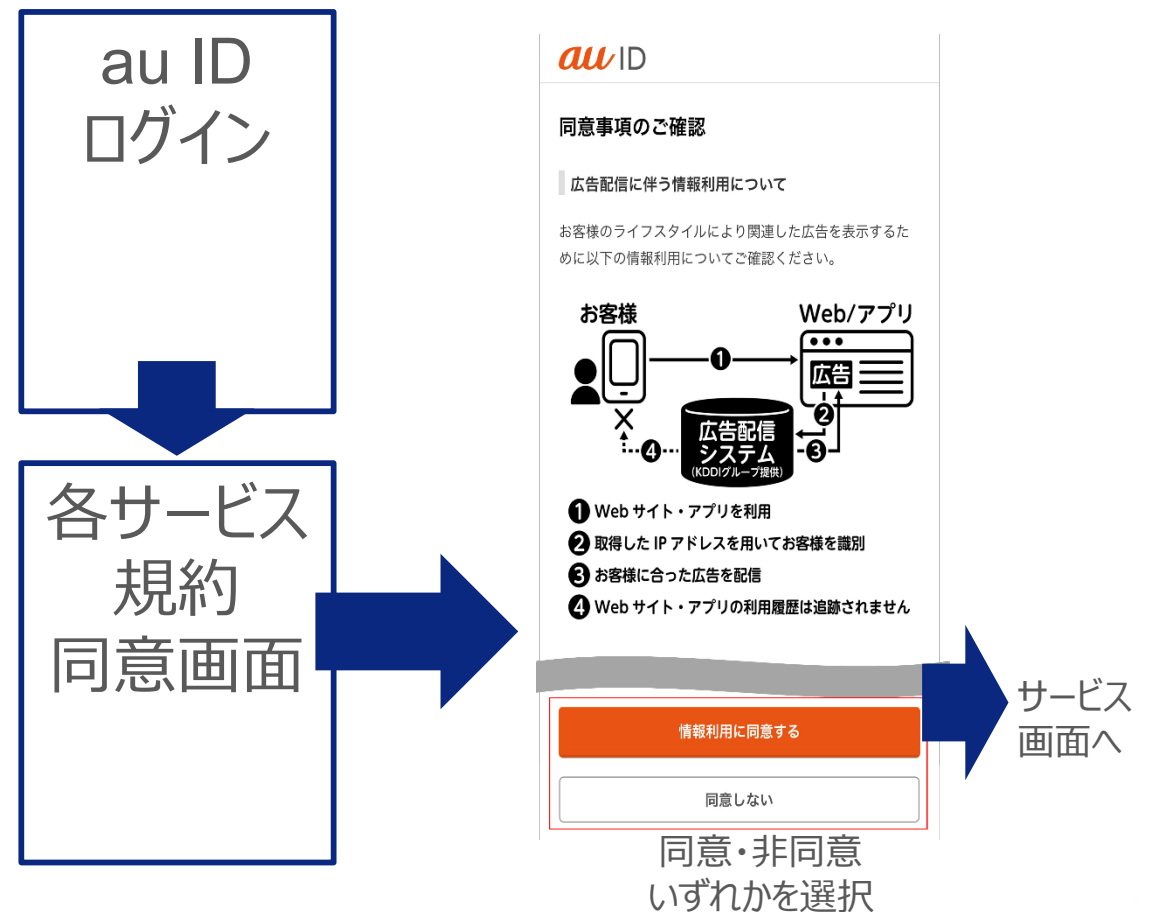 au ID
ログイン
各サービス
規約
同意画面
au ID
同意事項のご確認
広告配信に伴う情報利用について
お客様のライフスタイルにより関連した広告を表示するた
めに以下の情報利用についてご確認ください。
お客様
Web/アプリ
❶
広告
❷
広告配信
システム
(KDDIグループ提供)
❸
❹
❶ Web サイト・アプリを利用
❷ 取得した IP アドレスを用いてお客様を識別
❸ お客様に合った広告を配信
❹ Web サイト・アプリの利用履歴は追跡されません
情報利用に同意する
同意しない
同意・非同意
いずれかを選択
サービス
画面へ